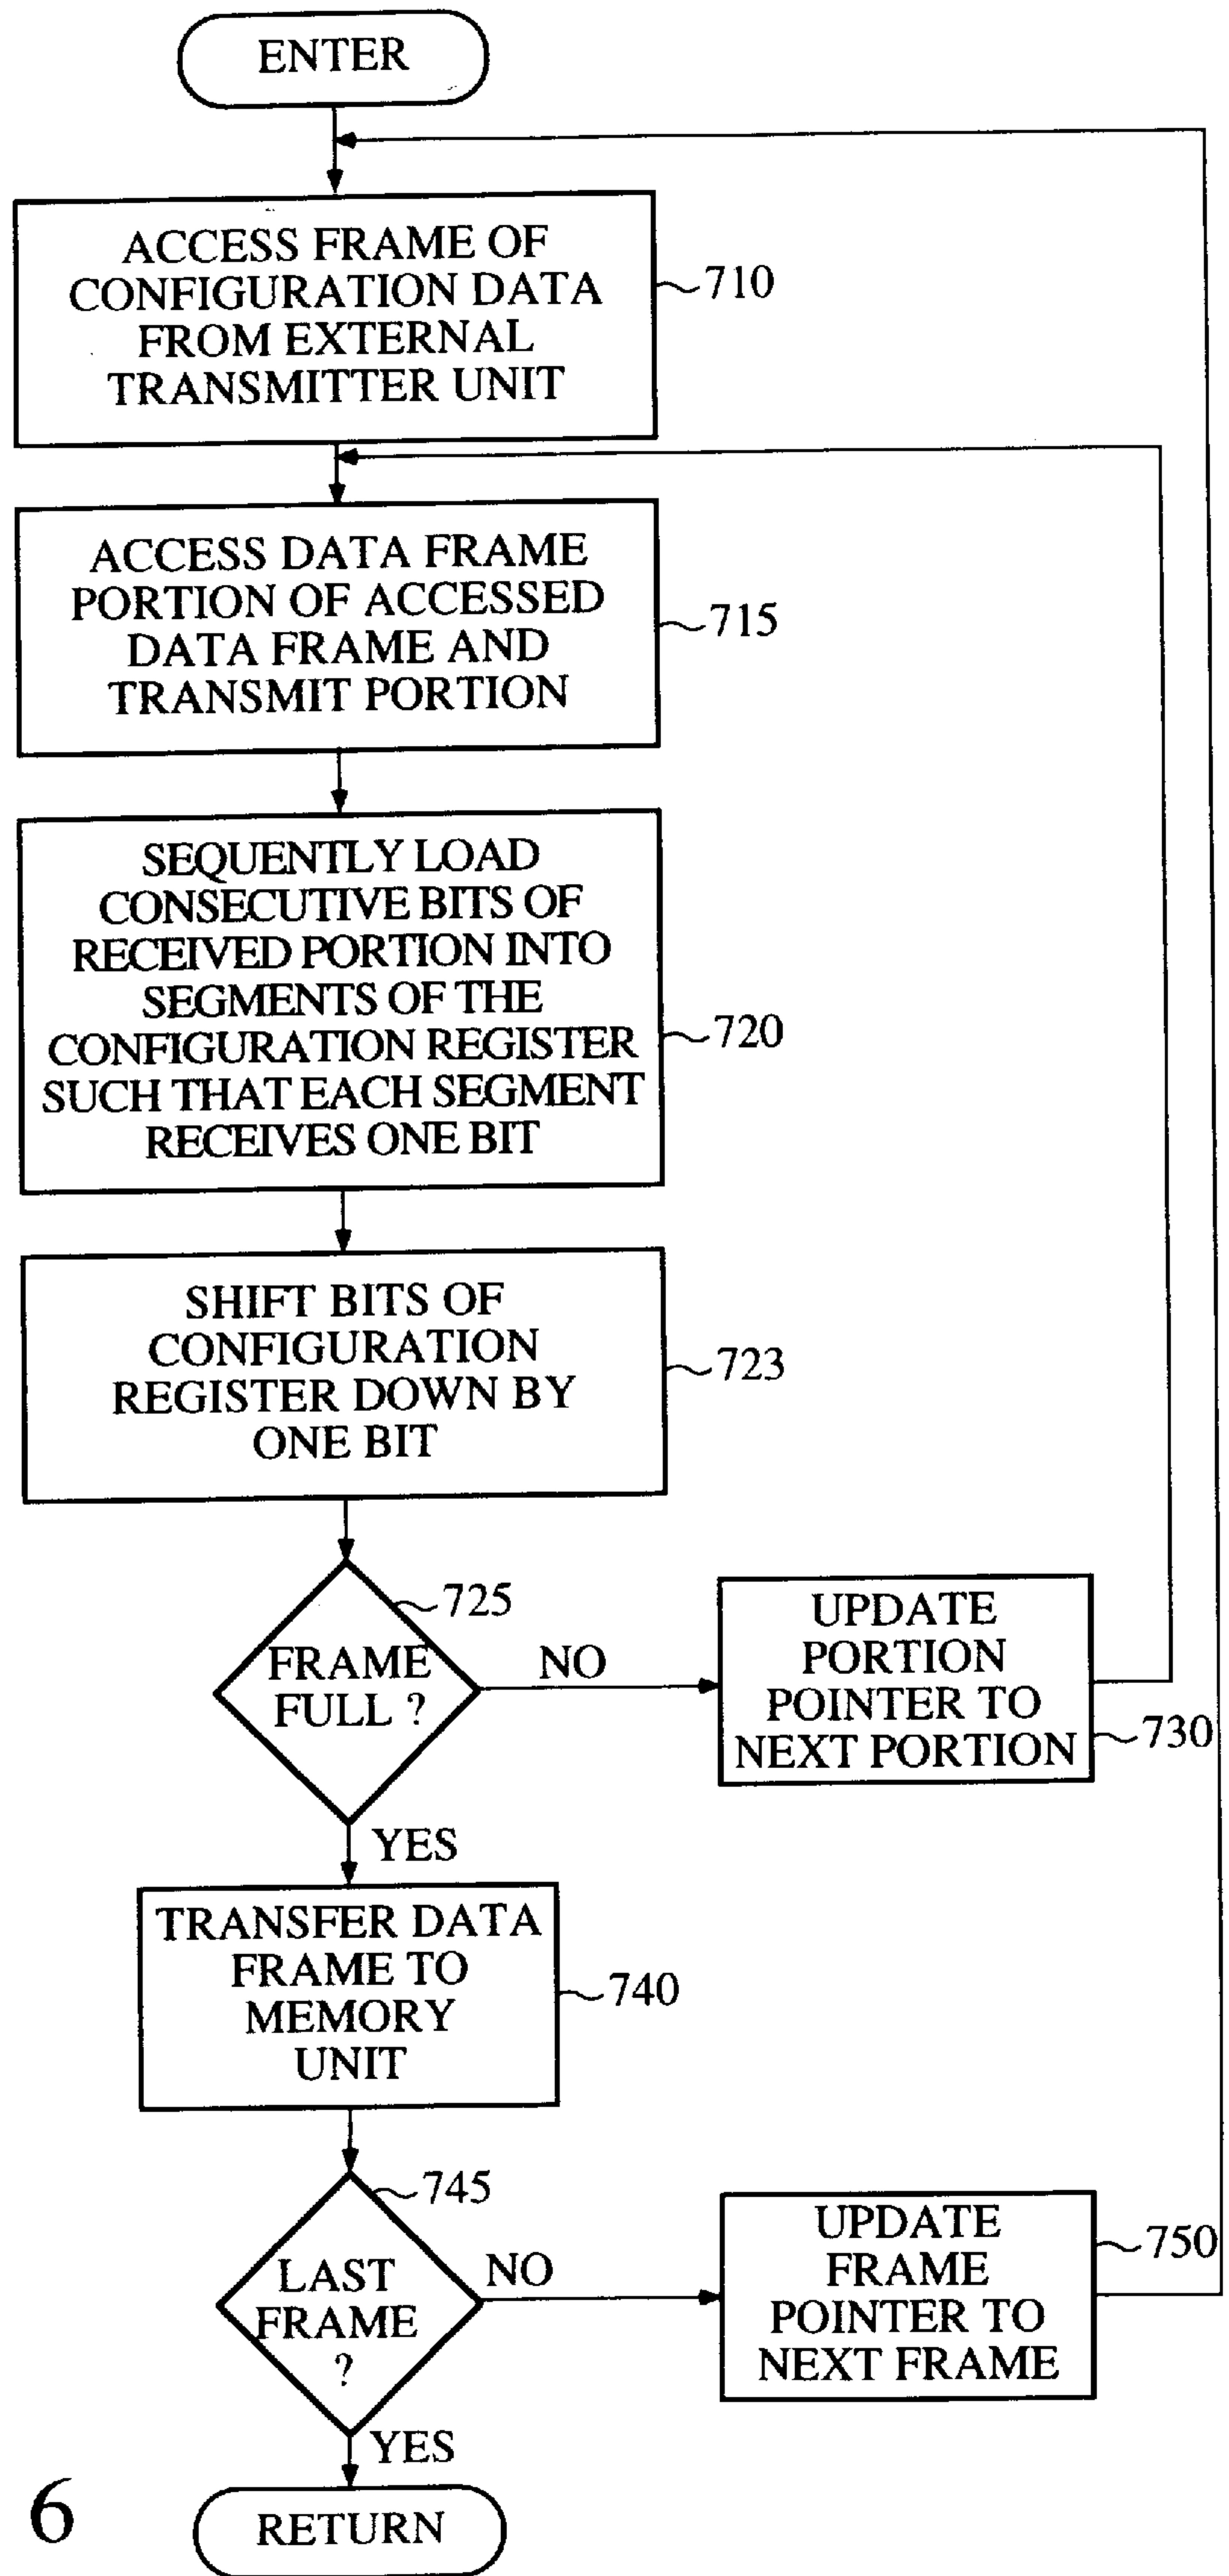 ENTER
ACCESS FRAME OF
CONFIGURATION DATA
FROM EXTERNAL
TRANSMITTER UNIT
710
ACCESS DATA FRAME
PORTION OF ACCESSED
DATA FRAME AND
TRANSMIT PORTION
715
SEQUENTLY LOAD
CONSECUTIVE BITS OF
RECEIVED PORTION INTO
SEGMENTS OF THE
CONFIGURATION REGISTER
SUCH THAT EACH SEGMENT
RECEIVES ONE BIT
720
SHIFT BITS OF
CONFIGURATION
REGISTER DOWN BY
ONE BIT
723
725
FRAME
FULL ?
NO
UPDATE
PORTION
POINTER TO
NEXT PORTION
730
YES
TRANSFER DATA
FRAME TO
MEMORY
UNIT
740
745
LAST
FRAME
?
NO
UPDATE
FRAME
POINTER TO
NEXT FRAME
750
YES
6
RETURN